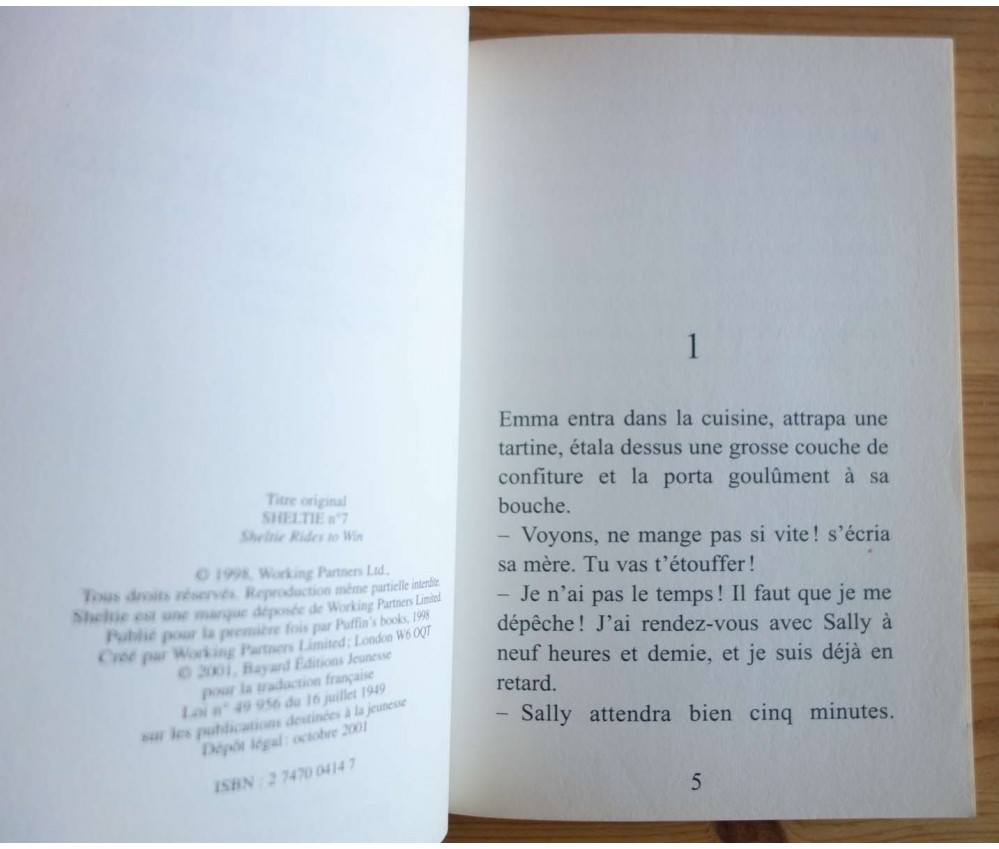 Titre original
SHELTIE n°7
Sheltie Rides to Win
© 1998, Working Partners Ltd.,
Tous droits réservés. Reproduction même partielle interdite.
Sheltie est une marque déposée de Working Partners Limited.
Publié pour la première fois par Puffin's books, 1998
Créé par Working Partners Limited; London W6 0QT
© 2001, Bayard Éditions Jeunesse
pour la traduction française
Loi n° 49 956 du 16 juillet 1949
sur les publications destinées à la jeunesse
Dépôt légal : octobre 2001
ISBN : 2 7470 0414 7
1
Emma entra dans la cuisine, attrapa une
tartine, étala dessus une grosse couche de
confiture et la porta goulûment à sa
bouche.
– Voyons, ne mange pas si vite ! s'écria
sa mère. Tu vas t'étouffer !
– Je n'ai pas le temps ! Il faut que je me
dépêche ! J'ai rendez-vous avec Sally à
neuf heures et demie, et je suis déjà en
retard.
– Sally attendra bien cinq minutes.
5